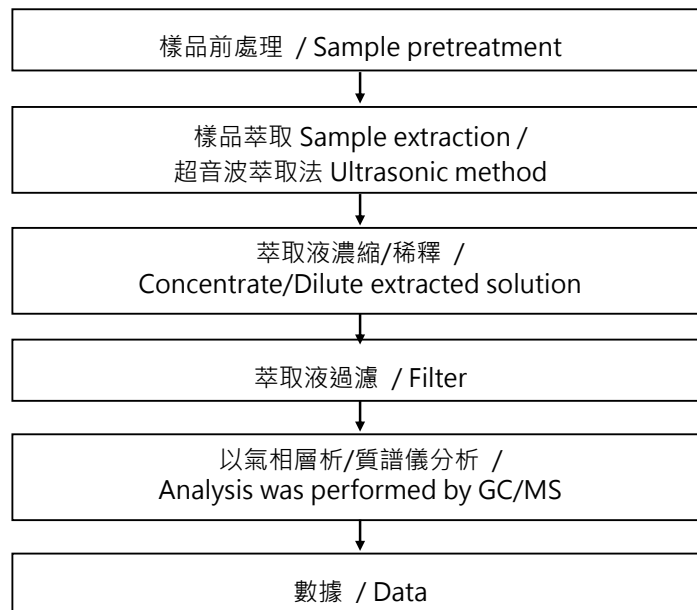 樣品前處理 / Sample pretreatment
樣品萃取 Sample extraction /
超音波萃取法 Ultrasonic method
萃取液濃縮/稀釋 /
Concentrate/Dilute extracted solution
萃取液過濾 / Filter
以氣相層析/質譜儀分析 /
Analysis was performed by GC/MS
數據 / Data